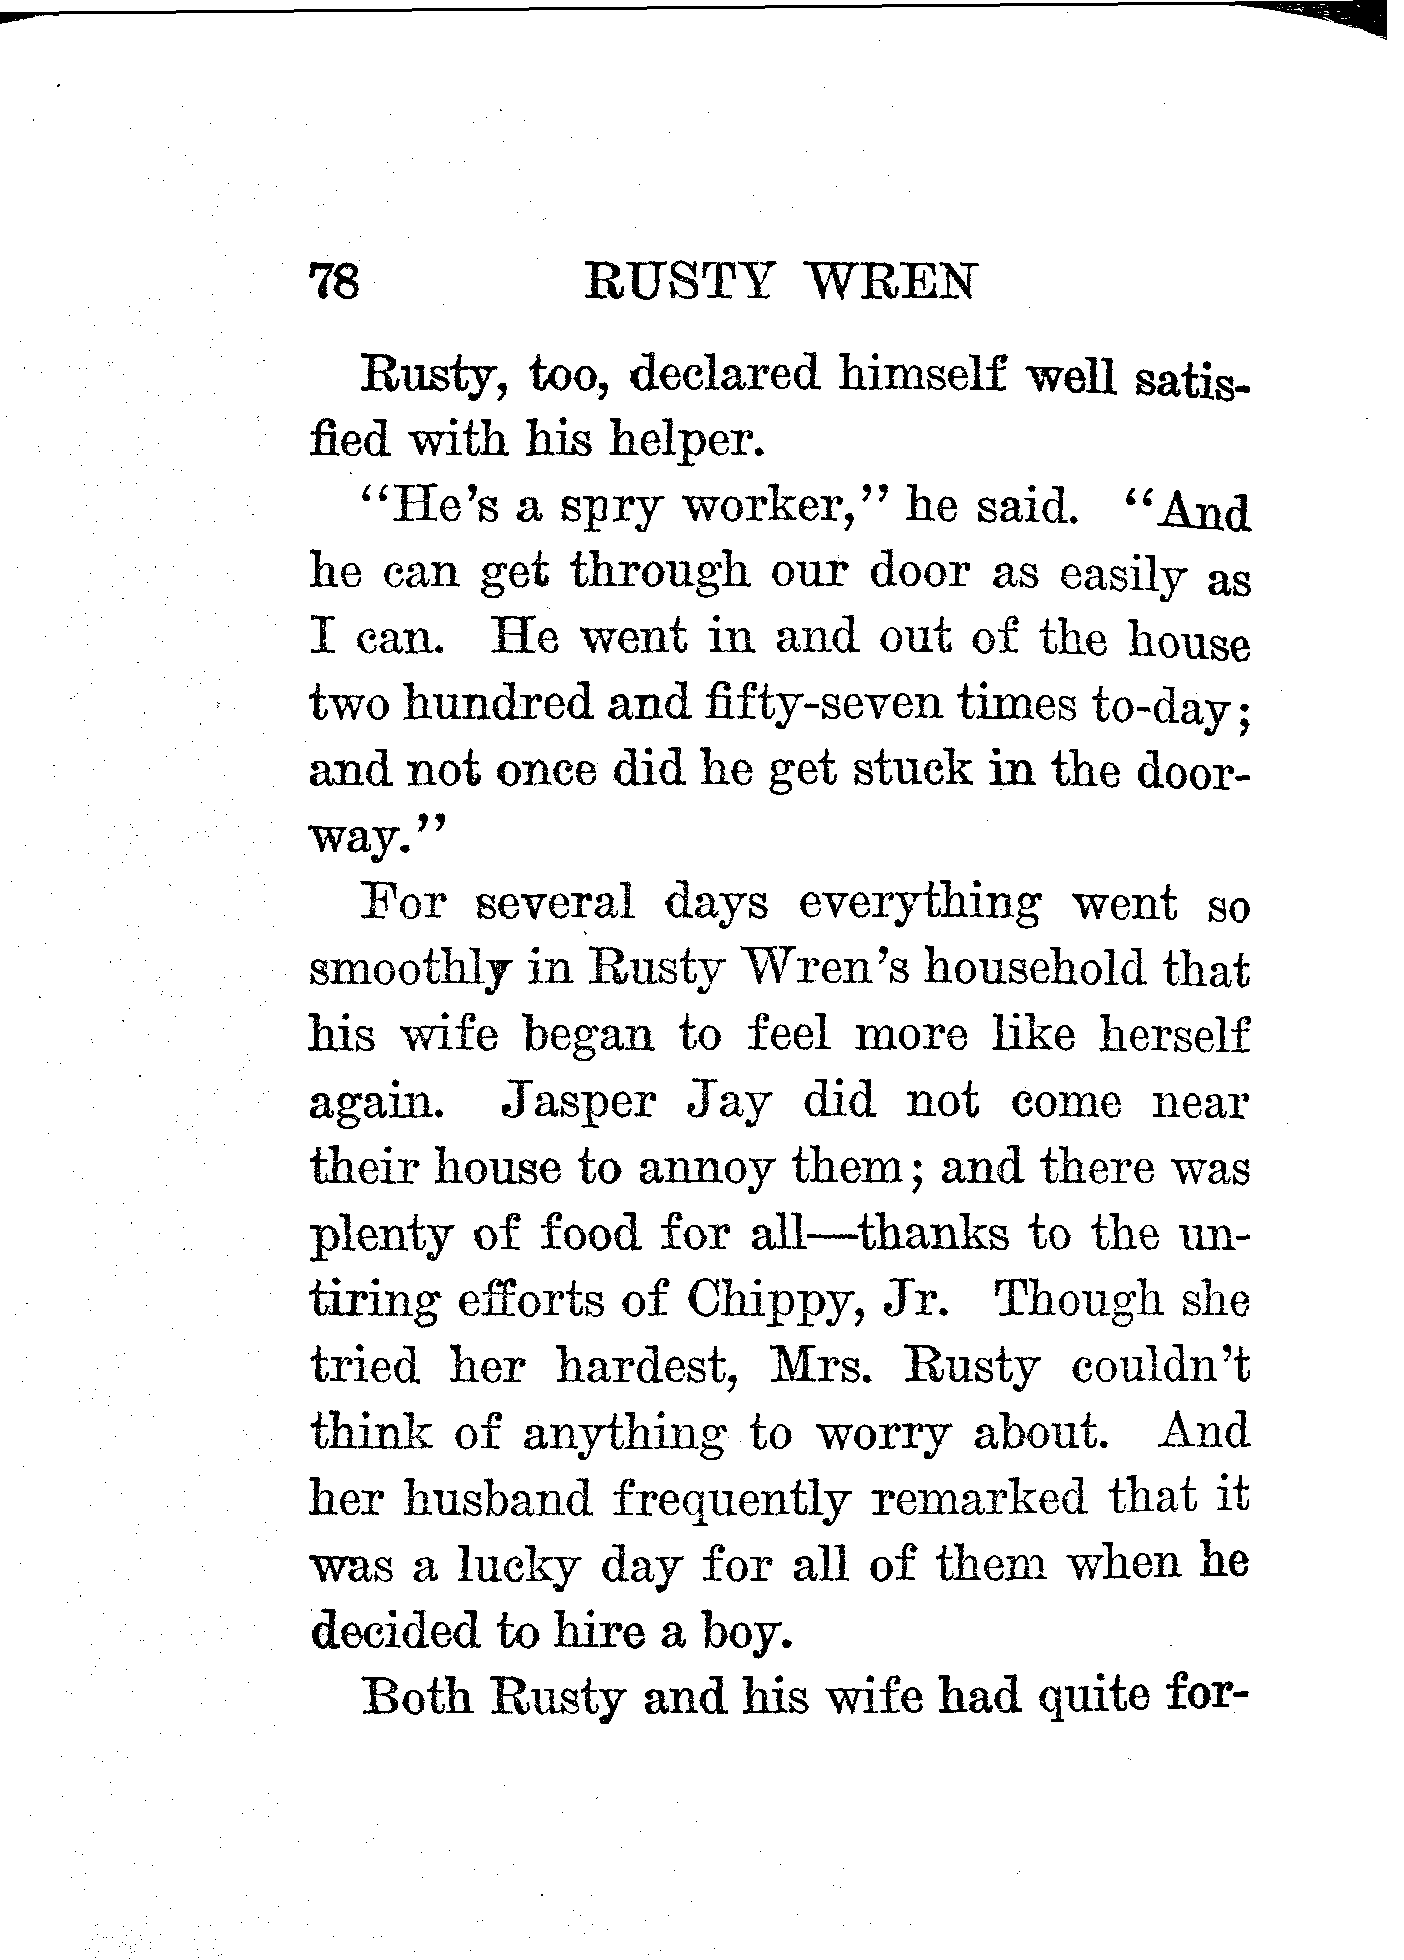 78 RUSTY WREN
Rusty, too, declared himself well satis-
fied with his helper.
"He's a spry worker," he said. "And
he can get through our door as easily as
I can. He went in and out of the house
two hundred and fifty-seven times to-day;
and not once did he get stuck in the door-
way."
For several days everything went so
smoothly in Rusty Wren's household that
his wife began to feel more like herself
again. Jasper Jay did not come near
their house to annoy them; and there was
plenty of food for all—thanks to the un-
tiring efforts of Chippy, Jr. Though she
tried her hardest, Mrs. Rusty couldn't
think of anything to worry about. And
her husband frequently remarked that it
was a lucky day for all of them when he
decided to hire a boy.
Both Rusty and his wife had quite for-